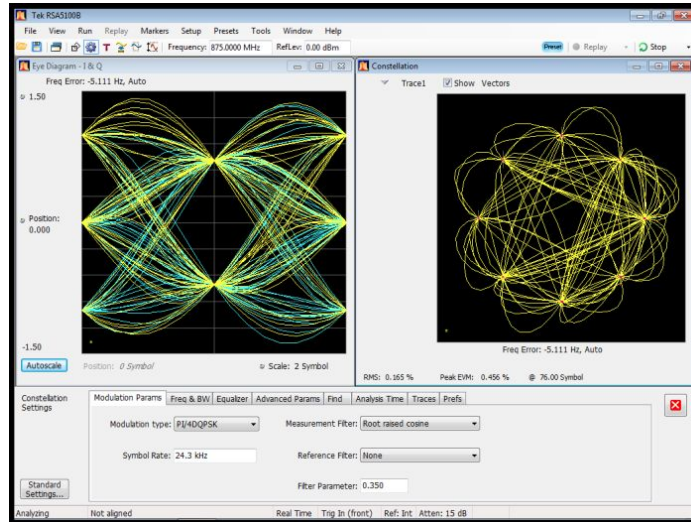 Tek RSA5100B
File View Run Replay Markers Setup Presets Tools Window Help
T Frequency: 875.0000 MHz RefLev: 0.00 dBm Preset Replay Stop
Eye Diagram - I & Q
Freq Error: -5.111 Hz, Auto
1.50
Position:
0.000
-1.50
Autoscale Position: 0 Symbol Scale: 2 Symbol
Constellation
Trace1 Show Vectors
Freq Error: -5.111 Hz, Auto
RMS: 0.165 % Peak EVM: 0.456 % @ 76.00 Symbol
Constellation
Settings
Modulation Params Freq & BW Equalizer Advanced Params Find Analysis Time Traces Prefs
Modulation type: PI/4DQPSK Measurement Filter: Root raised cosine
Symbol Rate: 24.3 kHz Reference Filter: None
Filter Parameter: 0.350
Standard
Settings...
Analyzing Not aligned Real Time Trig In (front) Ref: Int Atten: 15 dB